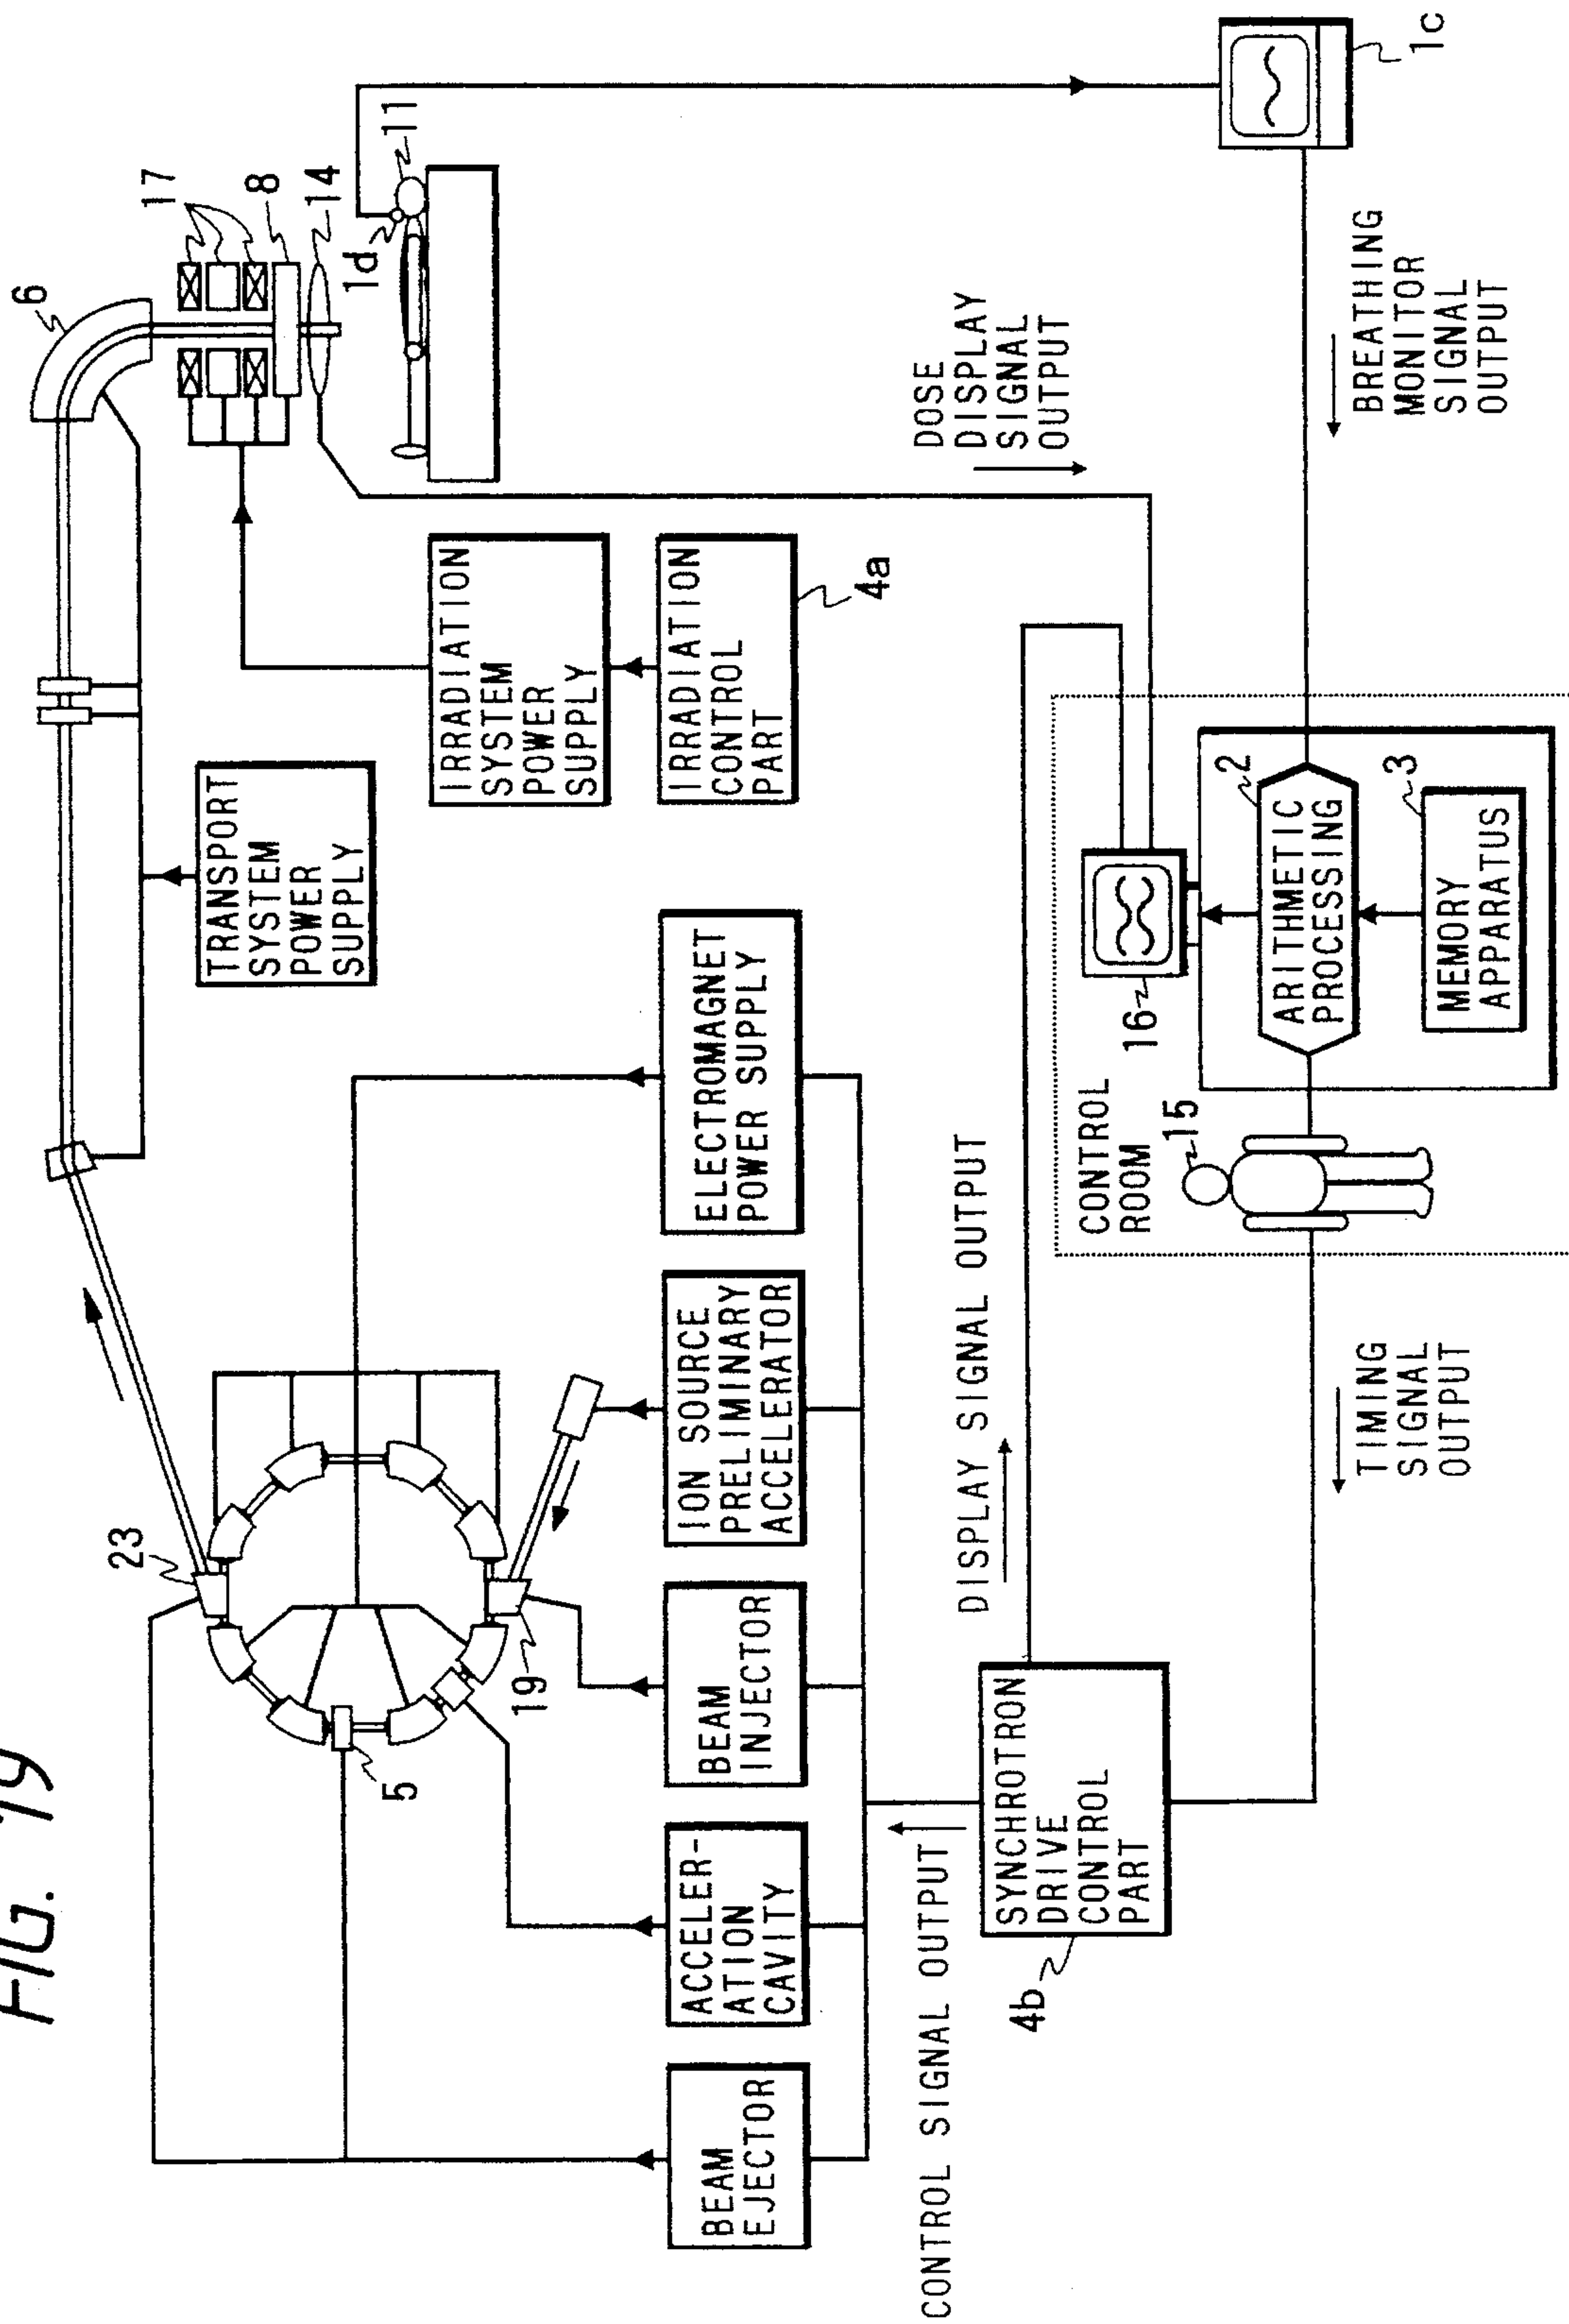 FIG. 19
6
17
8
14
1d
11
23
5
19
TRANSPORT
SYSTEM
POWER
SUPPLY
IRRADIATION
SYSTEM
POWER
SUPPLY
IRRADIATION
CONTROL
PART
4a
BEAM
EJECTOR
ACCELER-
ATION
CAVITY
BEAM
INJECTOR
ION SOURCE
PRELIMINARY
ACCELERATOR
ELECTROMAGNET
POWER SUPPLY
DOSE
DISPLAY
SIGNAL
OUTPUT
1c
CONTROL SIGNAL OUTPUT
SYNCHROTRON
DRIVE
CONTROL
PART
4b
DISPLAY SIGNAL OUTPUT
CONTROL
ROOM
15
16
2
ARITHMETIC
PROCESSING
3
MEMORY
APPARATUS
TIMING
SIGNAL
OUTPUT
BREATHING
MONITOR
SIGNAL
OUTPUT